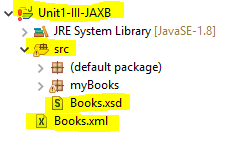 Unit1-III-JAXB
JRE System Library [JavaSE-1.8]
src
(default package)
myBooks
Books.xsd
Books.xml